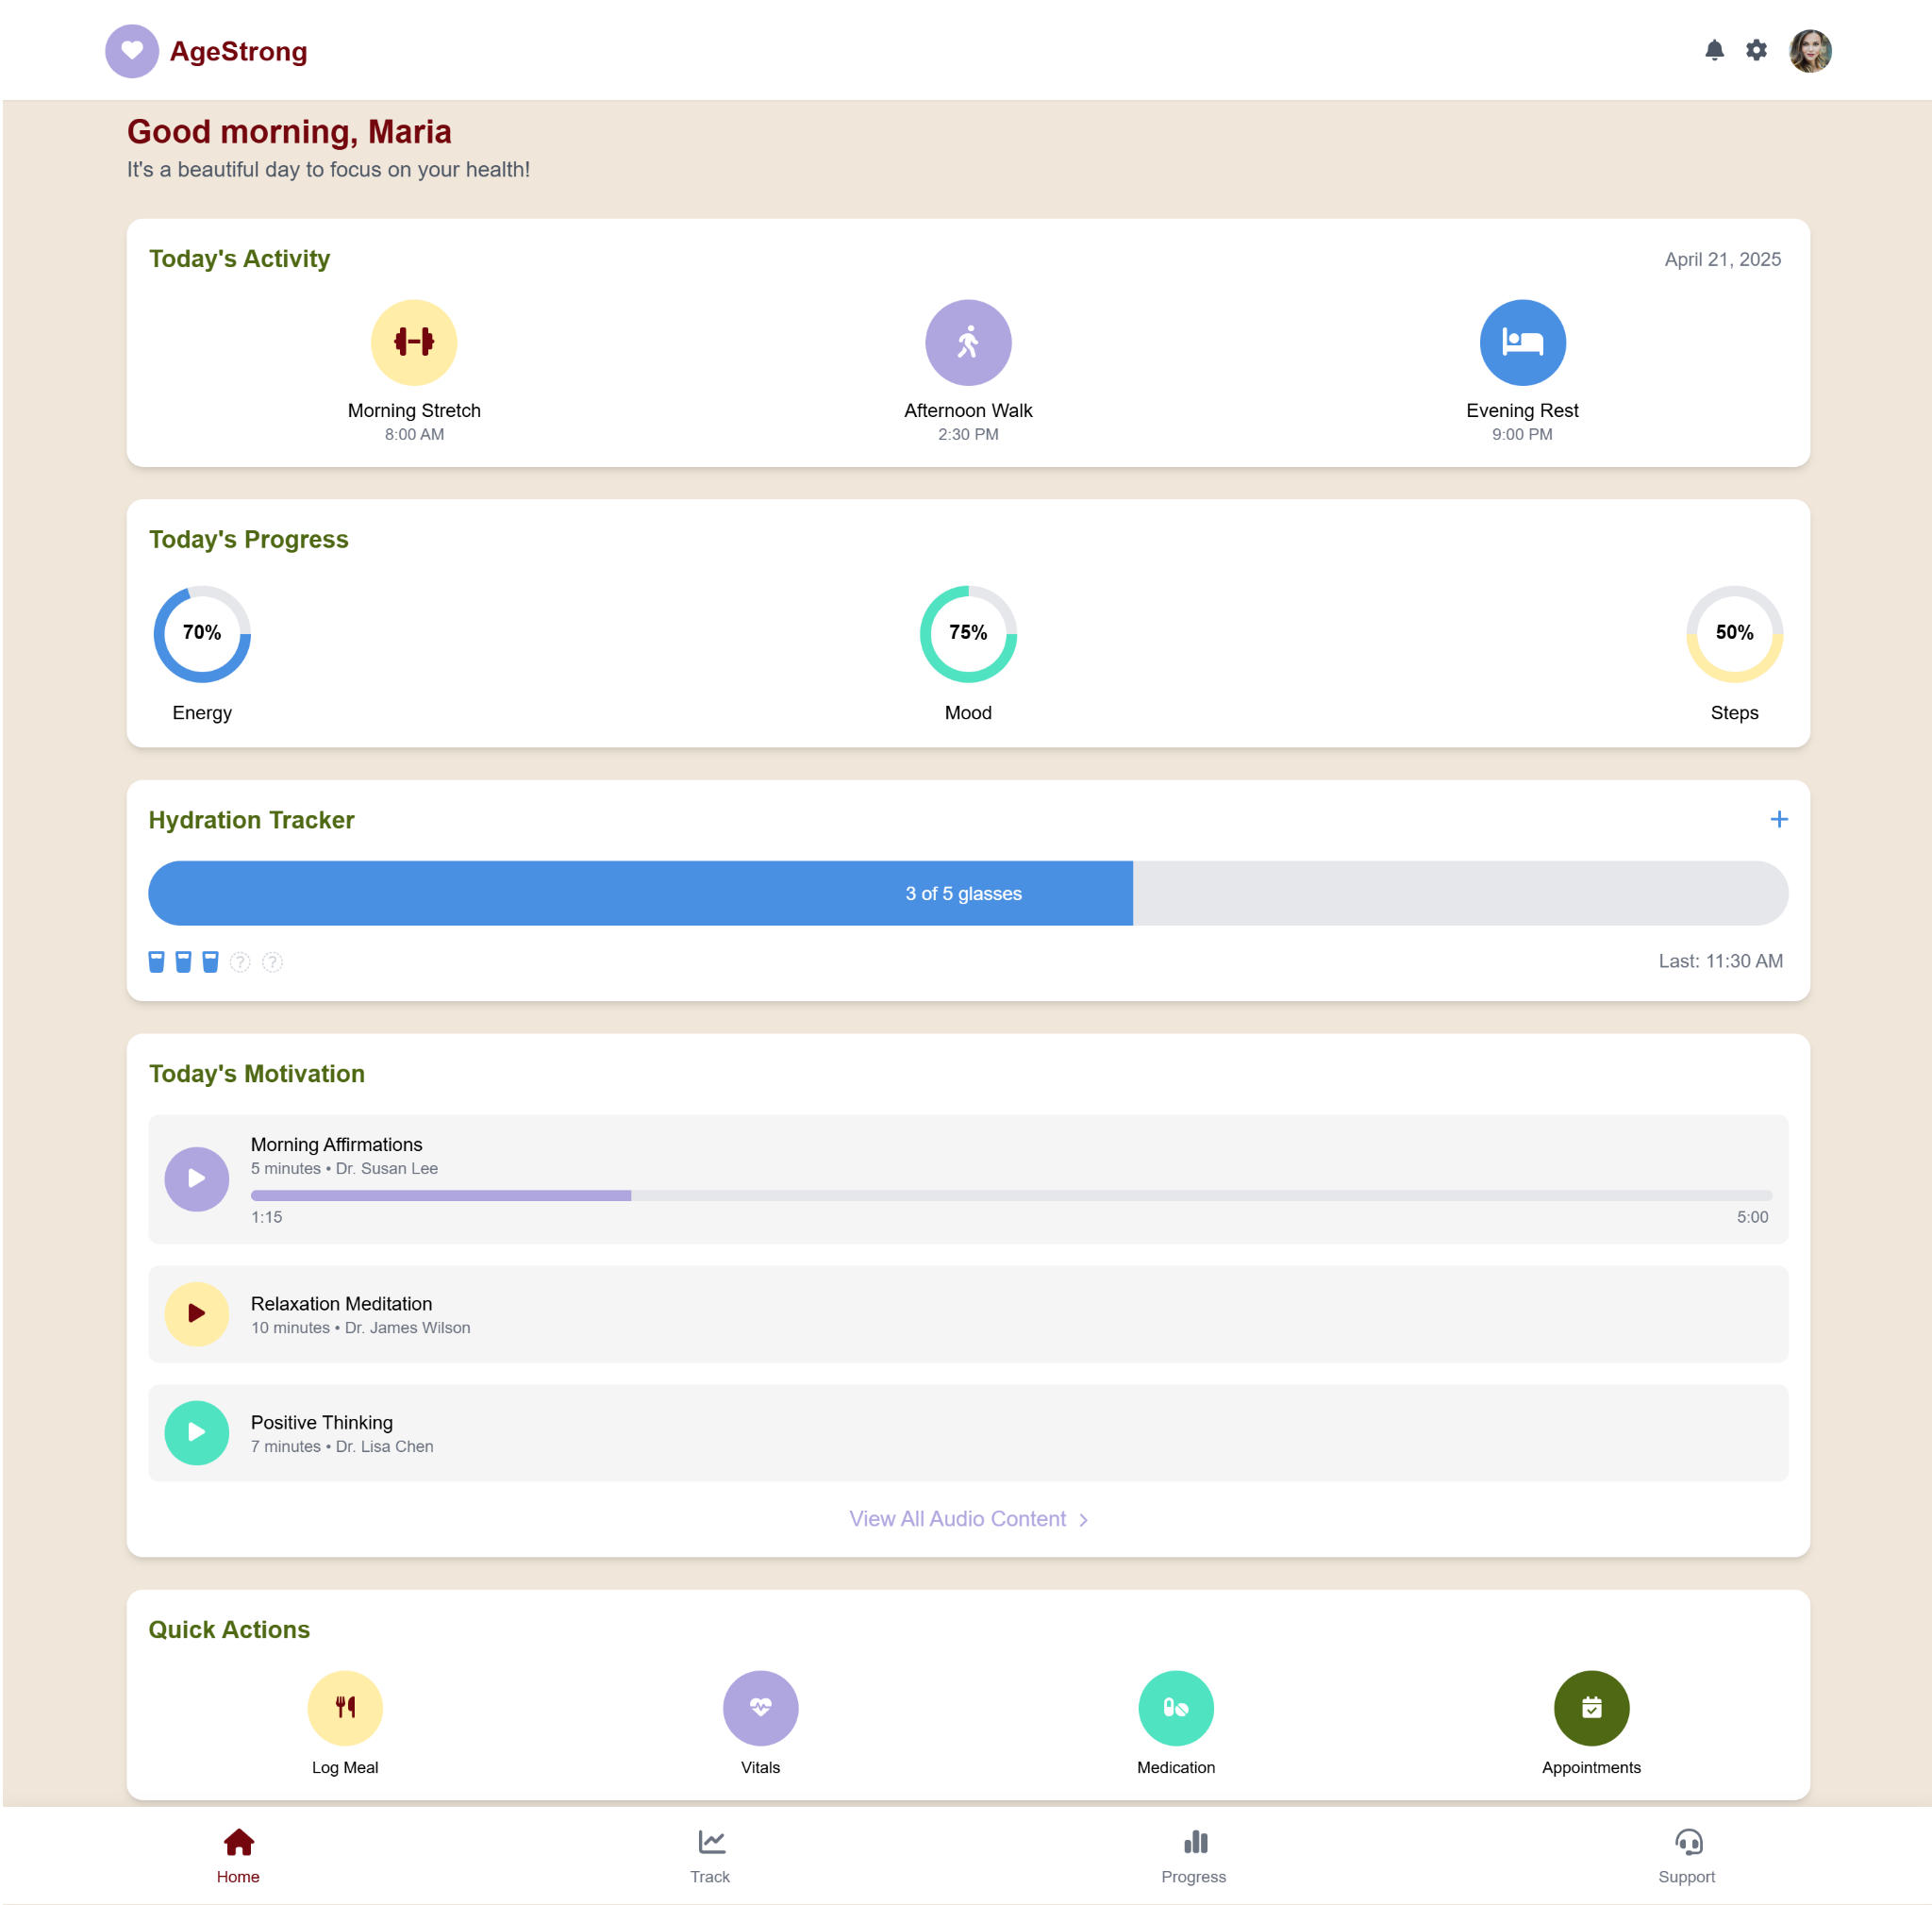 AgeStrong
Good morning, Maria
It's a beautiful day to focus on your health!
Today's Activity
April 21, 2025
Morning Stretch
8:00 AM
Afternoon Walk
2:30 PM
Evening Rest
9:00 PM
Today's Progress
70%
Energy
75%
Mood
50%
Steps
Hydration Tracker
3 of 5 glasses
? ?
Last: 11:30 AM
Today's Motivation
Morning Affirmations
5 minutes • Dr. Susan Lee
1:15
5:00
Relaxation Meditation
10 minutes • Dr. James Wilson
Positive Thinking
7 minutes • Dr. Lisa Chen
View All Audio Content
Quick Actions
Log Meal
Vitals
Medication
Appointments
Home
Track
Progress
Support